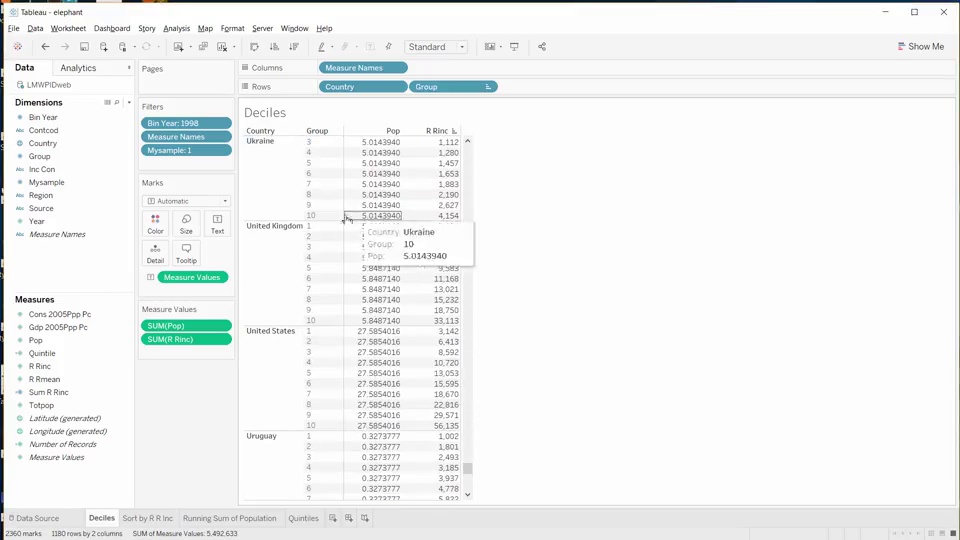 Tableau - elephant
File Data Worksheet Dashboard Story Analysis Map Format Server Window Help
Standard
Show Me
Data Analytics
LMWPIDweb
Dimensions
Bin Year
Abc Contcod
Country
Group
Abc Inc Con
Mysample
Abc Region
Abc Source
Year
Abc Measure Names
Measures
Cons 2005Ppp Pc
Gdp 2005Ppp Pc
Pop
Quintile
R Rinc
R Rmean
Sum R Rinc
Totpop
Latitude (generated)
Longitude (generated)
Number of Records
Measure Values
Pages
Filters
Bin Year: 1998
Measure Names
Mysample: 1
Marks
Automatic
Color Size Text
Detail Tooltip
Measure Values
Measure Values
SUM(Pop)
SUM(R Rinc)
Columns Measure Names
Rows Country Group
Deciles
Country Group Pop R Rinc
Ukraine 3 5.0143940 1,112
4 5.0143940 1,280
5 5.0143940 1,457
6 5.0143940 1,653
7 5.0143940 1,883
8 5.0143940 2,190
9 5.0143940 2,627
10 5.0143940 4,154
United Kingdom 1
2
3
4
Country: Ukraine
Group: 10
Pop: 5.0143940
5 5.8487140 9,583
6 5.8487140 11,168
7 5.8487140 13,021
8 5.8487140 15,232
9 5.8487140 18,750
10 5.8487140 33,113
United States 1 27.5854016 3,142
2 27.5854016 6,413
3 27.5854016 8,592
4 27.5854016 10,720
5 27.5854016 13,053
6 27.5854016 15,595
7 27.5854016 18,670
8 27.5854016 22,816
9 27.5854016 29,571
10 27.5854016 56,135
Uruguay 1 0.3273777 1,002
2 0.3273777 1,801
3 0.3273777 2,493
4 0.3273777 3,185
5 0.3273777 3,937
6 0.3273777 4,778
7 0.3273777
Data Source Deciles Sort by R R Inc Running Sum of Population Quintiles
2360 marks 1180 rows by 2 columns SUM of Measure Values: 5,492,633